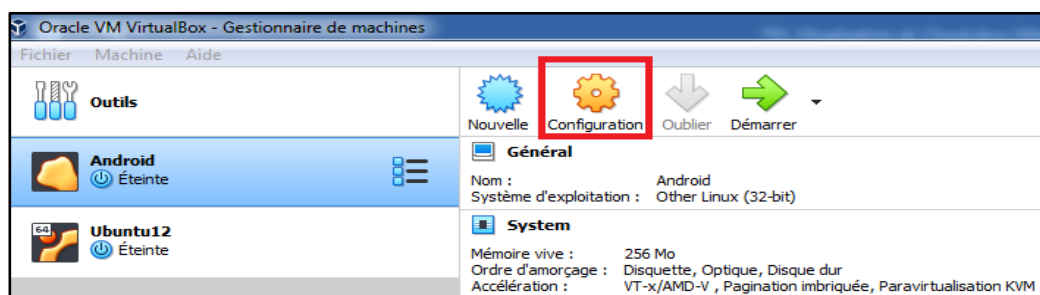 Oracle VM VirtualBox - Gestionnaire de machines
Fichier Machine Aide
Outils
Nouvelle Configuration Oublier Démarrer
Android
Éteinte
Général
Nom : Android
Système d'exploitation : Other Linux (32-bit)
64
Ubuntu12
Éteinte
System
Mémoire vive : 256 Mo
Ordre d'amorçage : Disquette, Optique, Disque dur
Accélération : VT-x/AMD-V , Pagination imbriquée, Paravirtualisation KVM